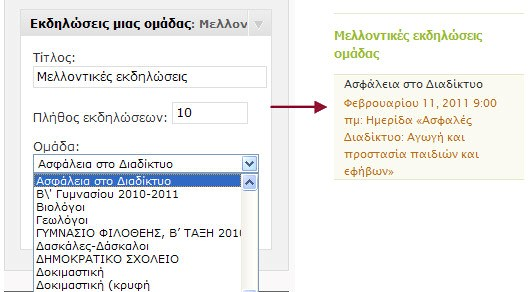 Εκδηλώσεις μιας ομάδας: Μελλον
Τίτλος:
Μελλοντικές εκδηλώσεις
Πλήθος εκδηλώσεων: 10
Ομάδα:
Ασφάλεια στο Διαδίκτυο
Ασφάλεια στο Διαδίκτυο
Β\' Γυμνασίου 2010-2011
Βιολόγοι
Γεωλόγοι
ΓΥΜΝΑΣΙΟ ΦΙΛΟΘΕΗΣ, Β' ΤΑΞΗ 2010
Δασκάλες-Δάσκαλοι
ΔΗΜΟΚΡΑΤΙΚΟ ΣΧΟΛΕΙΟ
Δοκιμαστική
Δοκιμαστική (κρυφή
Μελλοντικές εκδηλώσεις
ομάδας
Ασφάλεια στο Διαδίκτυο
Φεβρουαρίου 11, 2011 9:00
πμ: Ημερίδα «Ασφαλές
Διαδίκτυο: Αγωγή και
προστασία παιδιών και
εφήβων»